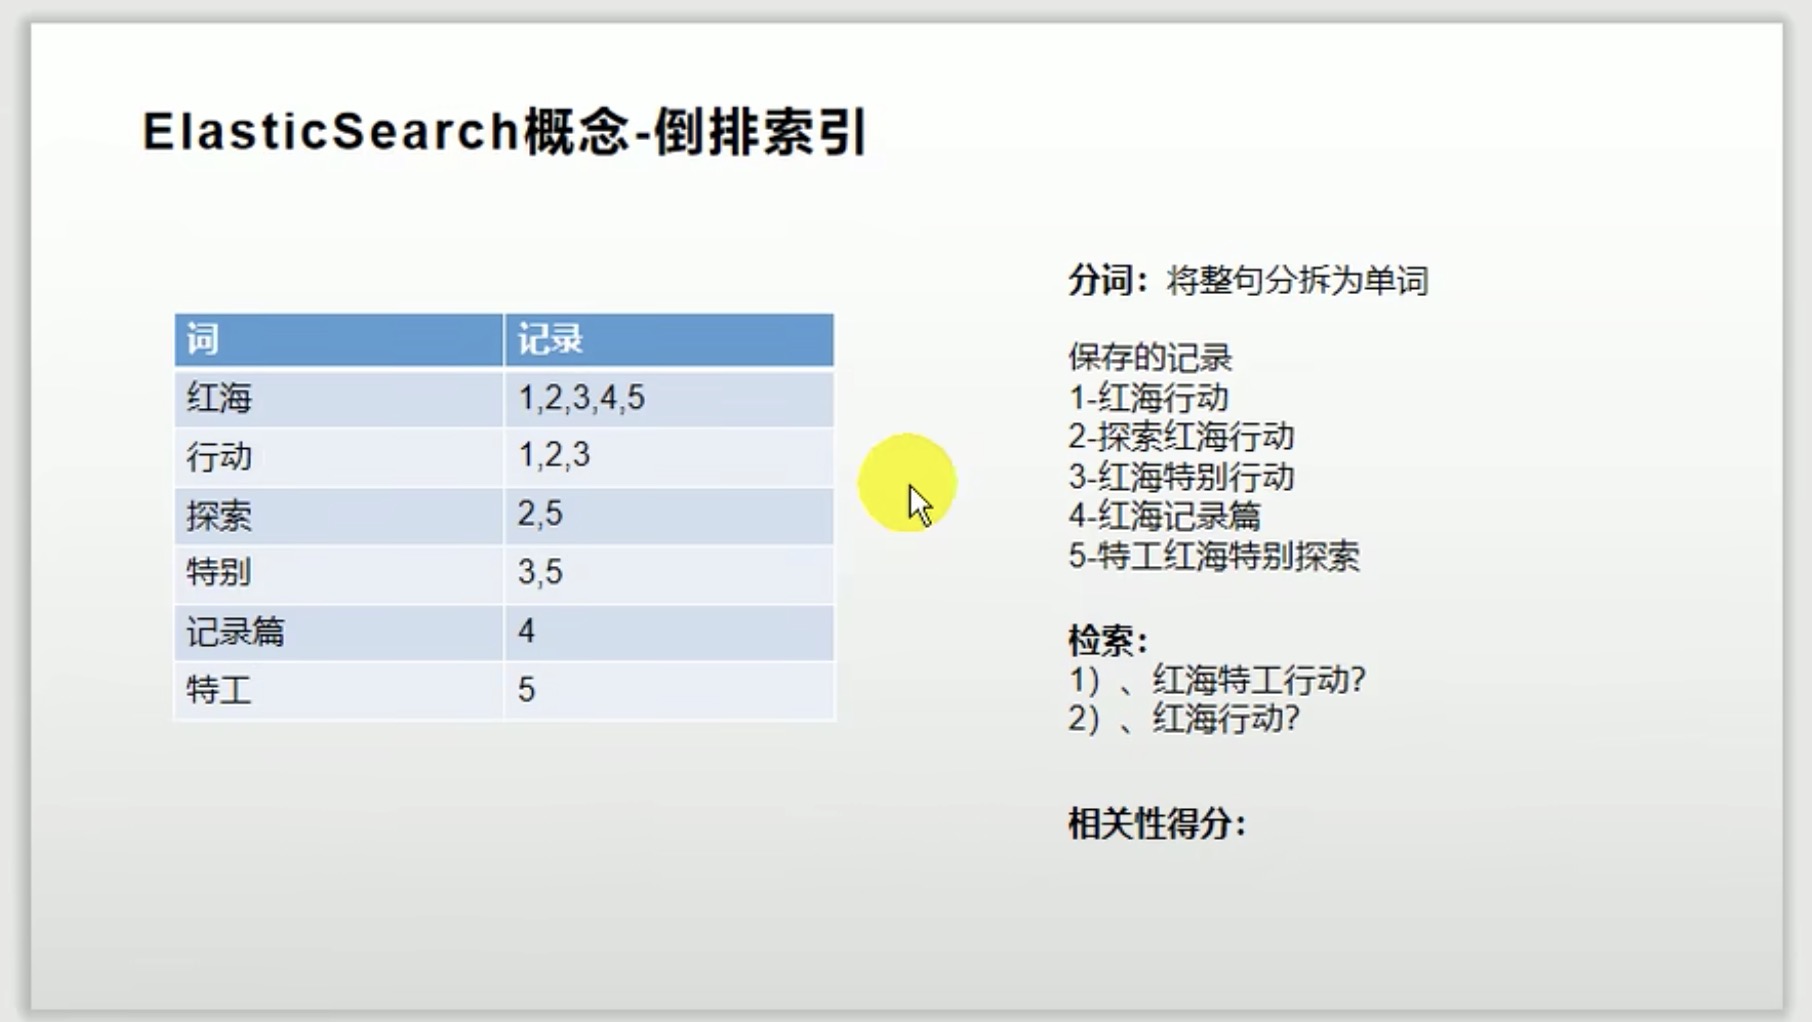 ElasticSearch概念-倒排索引
词 记录
红海 1,2,3,4,5
行动 1,2,3
探索 2,5
特别 3,5
记录篇 4
特工 5
分词：将整句分拆为单词
保存的记录
1-红海行动
2-探索红海行动
3-红海特别行动
4-红海记录篇
5-特工红海特别探索
检索：
1）、红海特工行动?
2）、红海行动?
相关性得分：